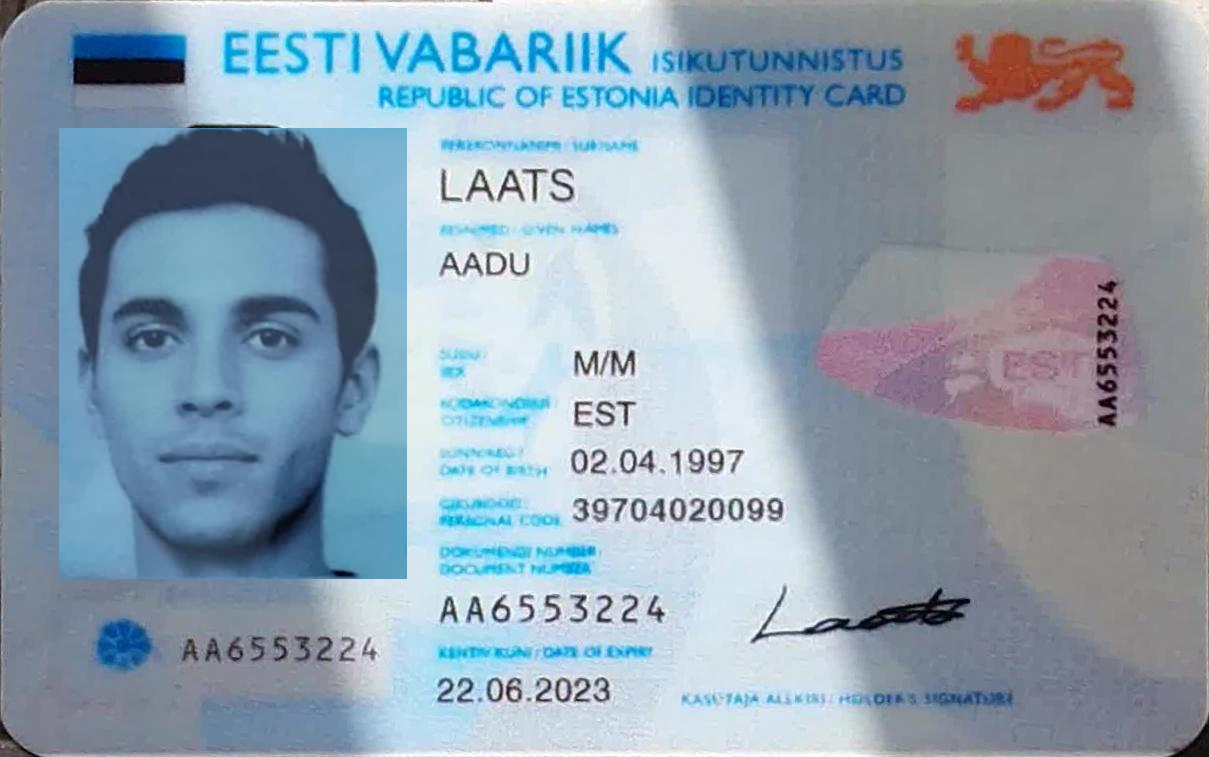 EESTI VABARIIK ISIKUTUNNISTUS
REPUBLIC OF ESTONIA IDENTITY CARD
PEREKONNANIMI / SURNAME
LAATS
EESNIMED / GIVEN NAMES
AADU
SUGU /
SEX
M/M
KODAKONDSUS /
CITIZENSHIP
EST
SÜNNIAEG /
DATE OF BIRTH
02.04.1997
ISIKUKOOD /
PERSONAL CODE
39704020099
DOKUMENDI NUMBER /
DOCUMENT NUMBER
AA6553224
KEHTIV KUNI / DATE OF EXPIRY
22.06.2023
AA6553224
Laats
KASUTAJA ALLKIRI / HOLDER'S SIGNATURE
EST
AA6553224